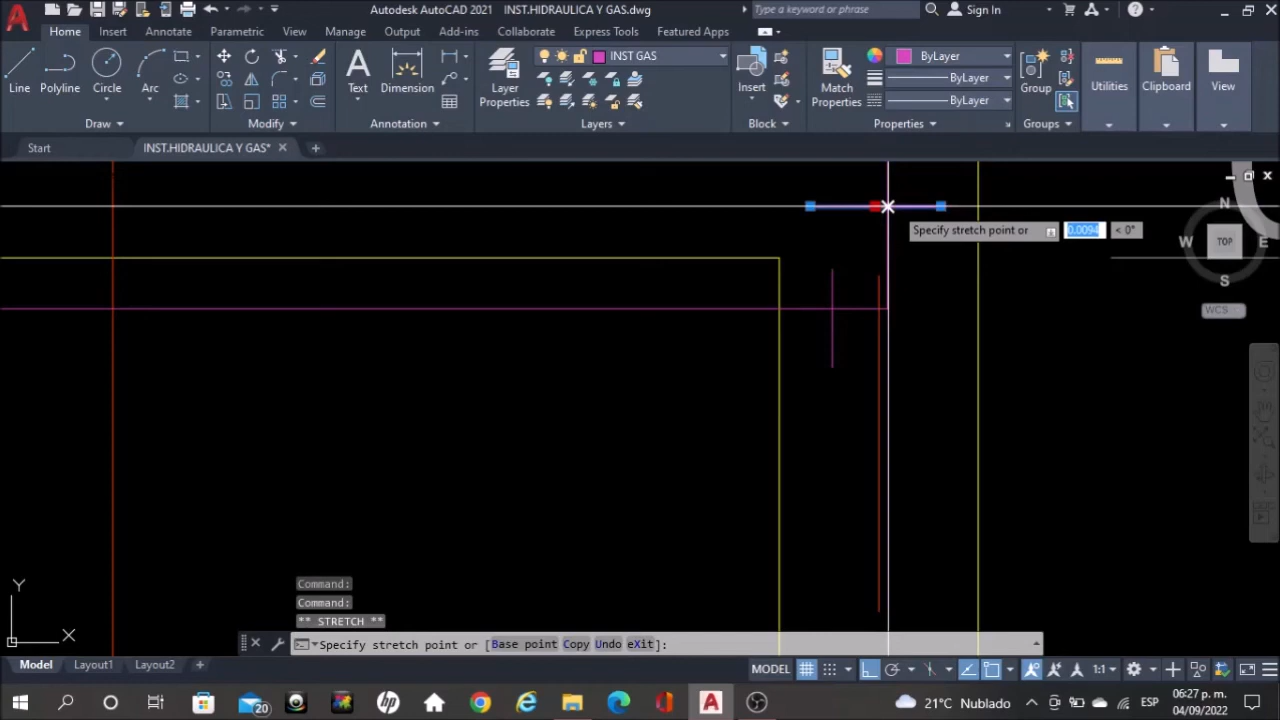 Autodesk AutoCAD 2021 INST.HIDRAULICA Y GAS.dwg
Type a keyword or phrase
Sign In
Home Insert Annotate Parametric View Manage Output Add-ins Collaborate Express Tools Featured Apps
INST GAS
ByLayer
ByLayer
ByLayer
Line Polyline Circle Arc
Text Dimension
Layer Properties
Insert
Match Properties
Group
Utilities
Clipboard
View
Draw Modify Annotation Layers Block Properties Groups
Start INST.HIDRAULICA Y GAS*
N
W TOP E
S
WCS
Specify stretch point or 0.0094 < 0°
Y
X
Command:
Command:
** STRETCH **
Specify stretch point or [Base point Copy Undo eXit]:
Model Layout1 Layout2
MODEL 1:1
20
21°C Nublado
ESP
06:27 p. m.
04/09/2022